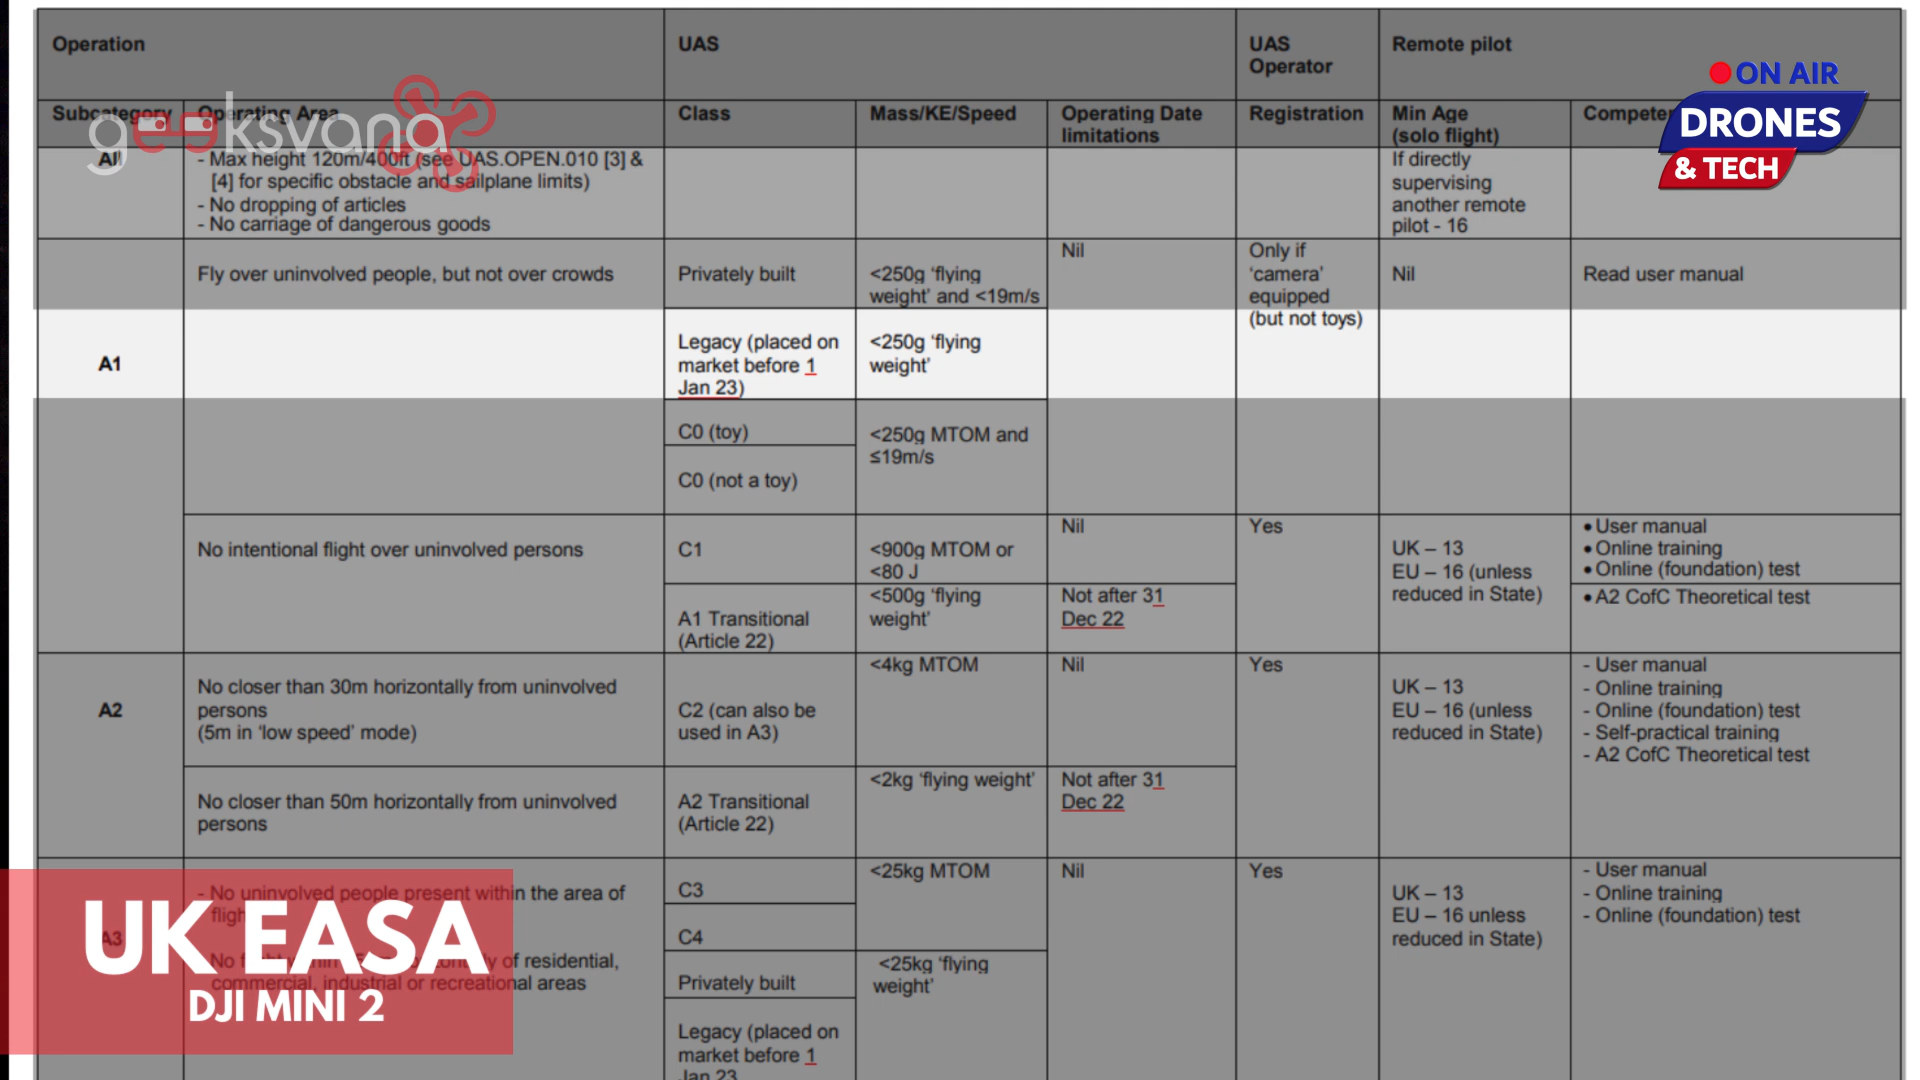 Operation
UAS
UAS
Operator
Remote pilot
ON AIR
DRONES
& TECH
geeksvana
Subcategory
Operating Area
Class
Mass/KE/Speed
Operating Date
limitations
Registration
Min Age
(solo flight)
All
- Max height 120m/400ft (see UAS.OPEN.010 [3] &
[4] for specific obstacle and sailplane limits)
- No dropping of articles
- No carriage of dangerous goods
If directly
supervising
another remote
pilot - 16
A1
Fly over uninvolved people, but not over crowds
Privately built
<250g ‘flying
weight’ and <19m/s
Nil
Only if
‘camera’
equipped
(but not toys)
Nil
Read user manual
Legacy (placed on
market before 1
Jan 23)
<250g ‘flying
weight’
C0 (toy)
<250g MTOM and
≤19m/s
C0 (not a toy)
No intentional flight over uninvolved persons
C1
<900g MTOM or
<80 J
Nil
Yes
UK – 13
EU – 16 (unless
reduced in State)
• User manual
• Online training
• Online (foundation) test
A1 Transitional
(Article 22)
<500g ‘flying
weight’
Not after 31
Dec 22
• A2 CofC Theoretical test
A2
No closer than 30m horizontally from uninvolved
persons
(5m in ‘low speed’ mode)
C2 (can also be
used in A3)
<4kg MTOM
Nil
Yes
UK – 13
EU – 16 (unless
reduced in State)
- User manual
- Online training
- Online (foundation) test
- Self-practical training
- A2 CofC Theoretical test
No closer than 50m horizontally from uninvolved
persons
A2 Transitional
(Article 22)
<2kg ‘flying weight’
Not after 31
Dec 22
A3
- No uninvolved people present within the area of
of residential,
commercial, industrial or recreational areas
C3
<25kg MTOM
Nil
Yes
UK – 13
EU – 16 unless
reduced in State)
- User manual
- Online training
- Online (foundation) test
C4
Privately built
<25kg ‘flying
weight’
Legacy (placed on
market before 1
Jan 23
UK EASA
DJI MINI 2